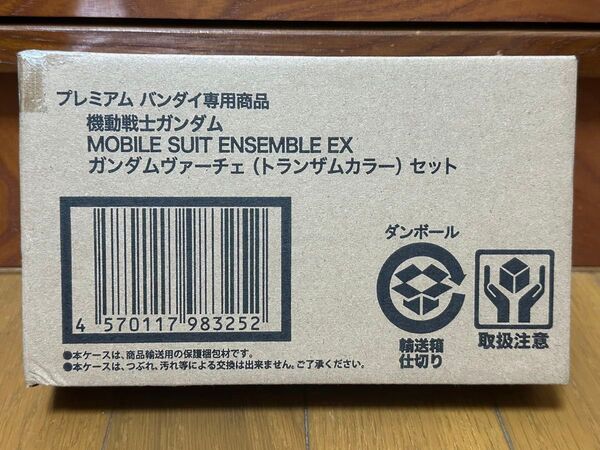 プレミアム バンダイ専用商品
機動戦士ガンダム
MOBILE SUIT ENSEMBLE EX
ガンダムヴァーチェ（トランザムカラー）セット
4 570117 983252
ダンボール
輸送箱
仕切り
取扱注意
●本ケースは、商品輸送用の保護梱包材です。
●本ケースは、つぶれ、汚れ等による交換は出来ません。ご了承ください。